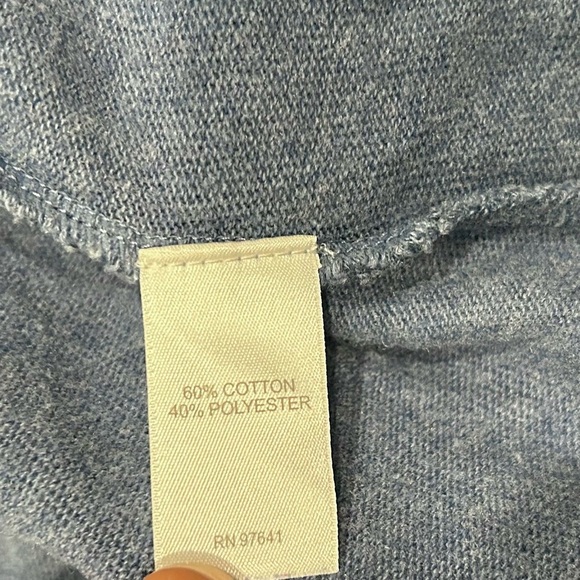 60% COTTON
40% POLYESTER
RN 97641